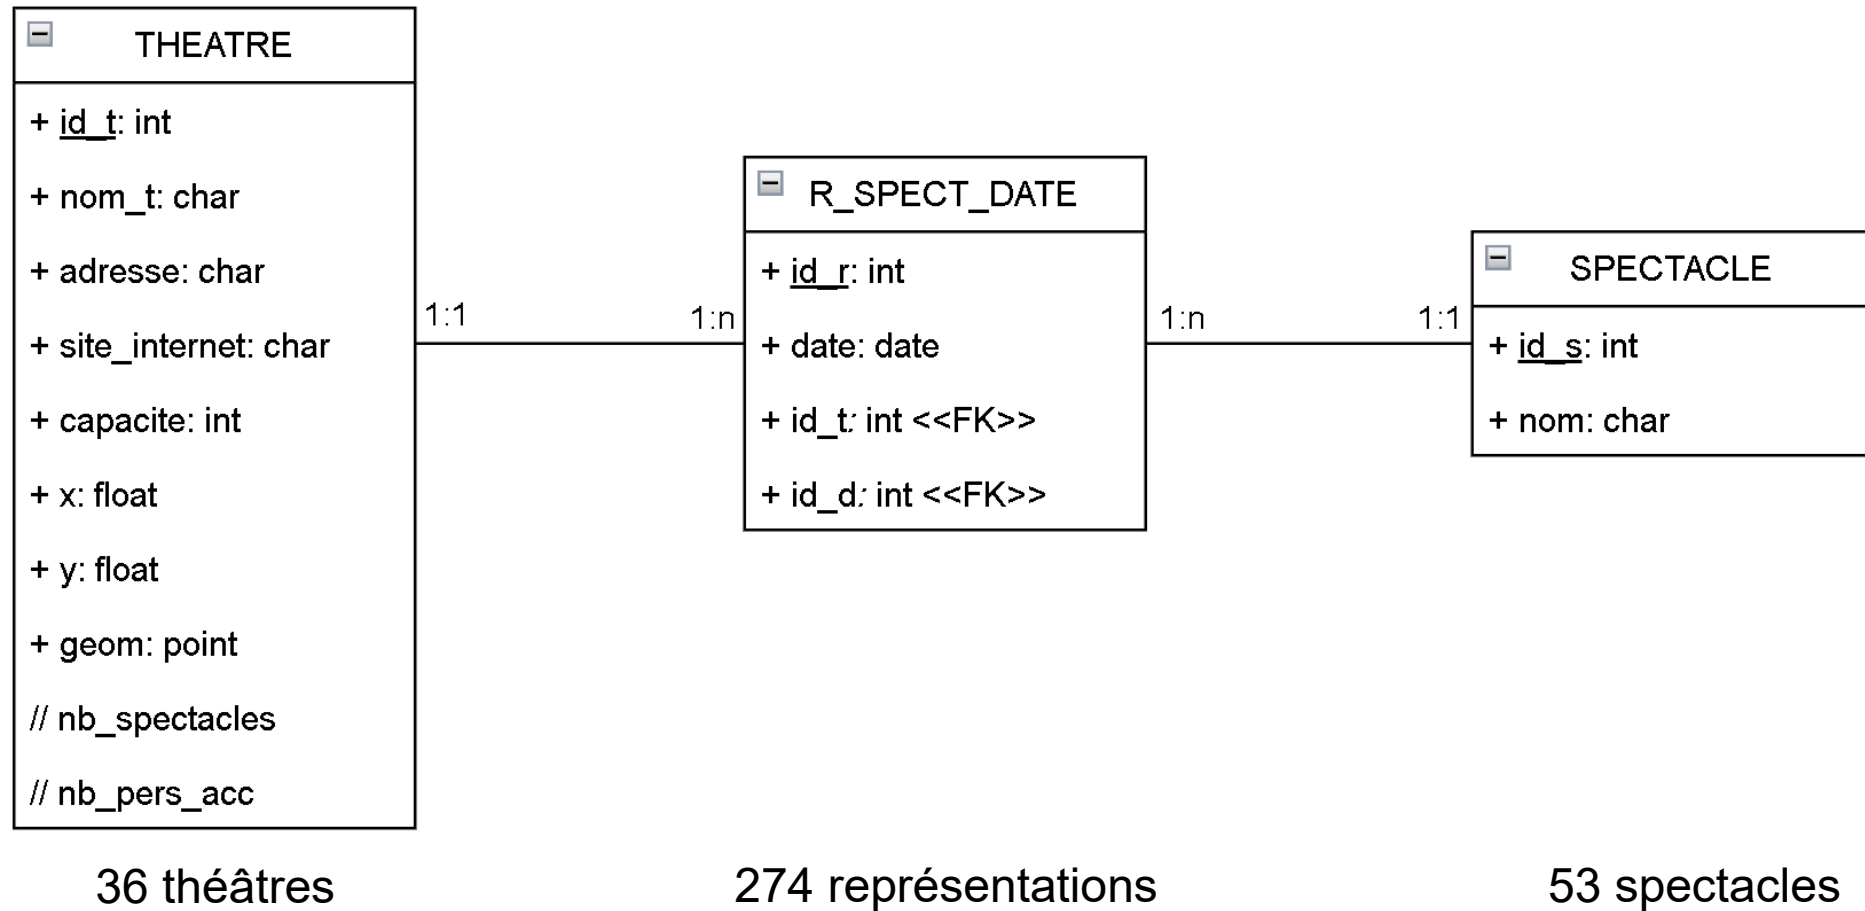 THEATRE
+ id_t: int
+ nom_t: char
+ adresse: char
+ site_internet: char
+ capacite: int
+ x: float
+ y: float
+ geom: point
// nb_spectacles
// nb_pers_acc
36 théâtres
1:1
1:n
R_SPECT_DATE
+ id_r: int
+ date: date
+ id_t: int <<FK>>
+ id_d: int <<FK>>
274 représentations
1:n
1:1
SPECTACLE
+ id_s: int
+ nom: char
53 spectacles